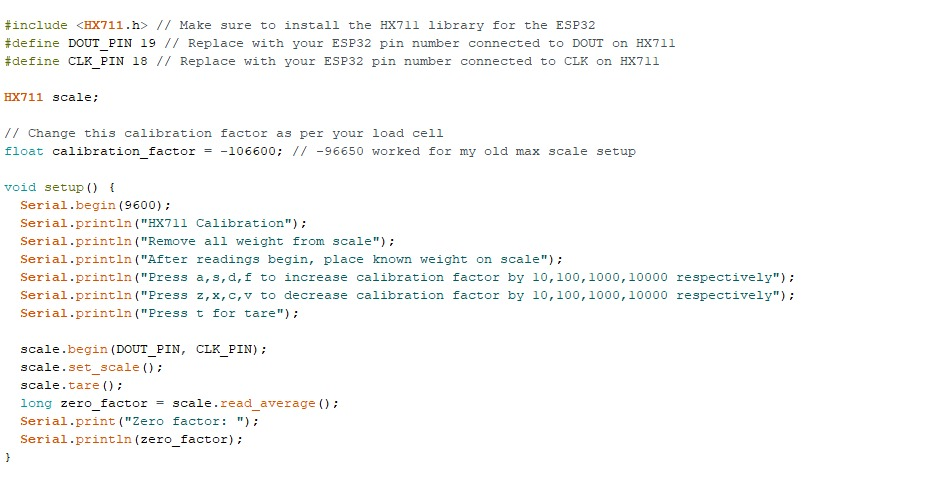 #include <HX711.h> // Make sure to install the HX711 library for the ESP32
#define DOUT_PIN 19 // Replace with your ESP32 pin number connected to DOUT on HX711
#define CLK_PIN 18 // Replace with your ESP32 pin number connected to CLK on HX711

HX711 scale;

// Change this calibration factor as per your load cell
float calibration_factor = -106600; // -96650 worked for my old max scale setup

void setup() {
  Serial.begin(9600);
  Serial.println("HX711 Calibration");
  Serial.println("Remove all weight from scale");
  Serial.println("After readings begin, place known weight on scale");
  Serial.println("Press a,s,d,f to increase calibration factor by 10,100,1000,10000 respectively");
  Serial.println("Press z,x,c,v to decrease calibration factor by 10,100,1000,10000 respectively");
  Serial.println("Press t for tare");

  scale.begin(DOUT_PIN, CLK_PIN);
  scale.set_scale();
  scale.tare();
  long zero_factor = scale.read_average();
  Serial.print("Zero factor: ");
  Serial.println(zero_factor);
}